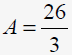 A = 26/3